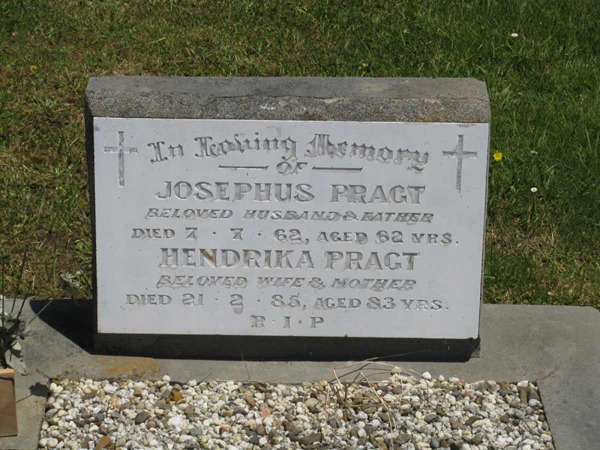 In Loving Memory
OF
JOSEPHUS PRAGT
BELOVED HUSBAND & FATHER
DIED 7 · 7 · 62, AGED 62 YRS.
HENDRIKA PRAGT
BELOVED WIFE & MOTHER
DIED 21 · 2 · 85, AGED 83 YRS.
R · I · P